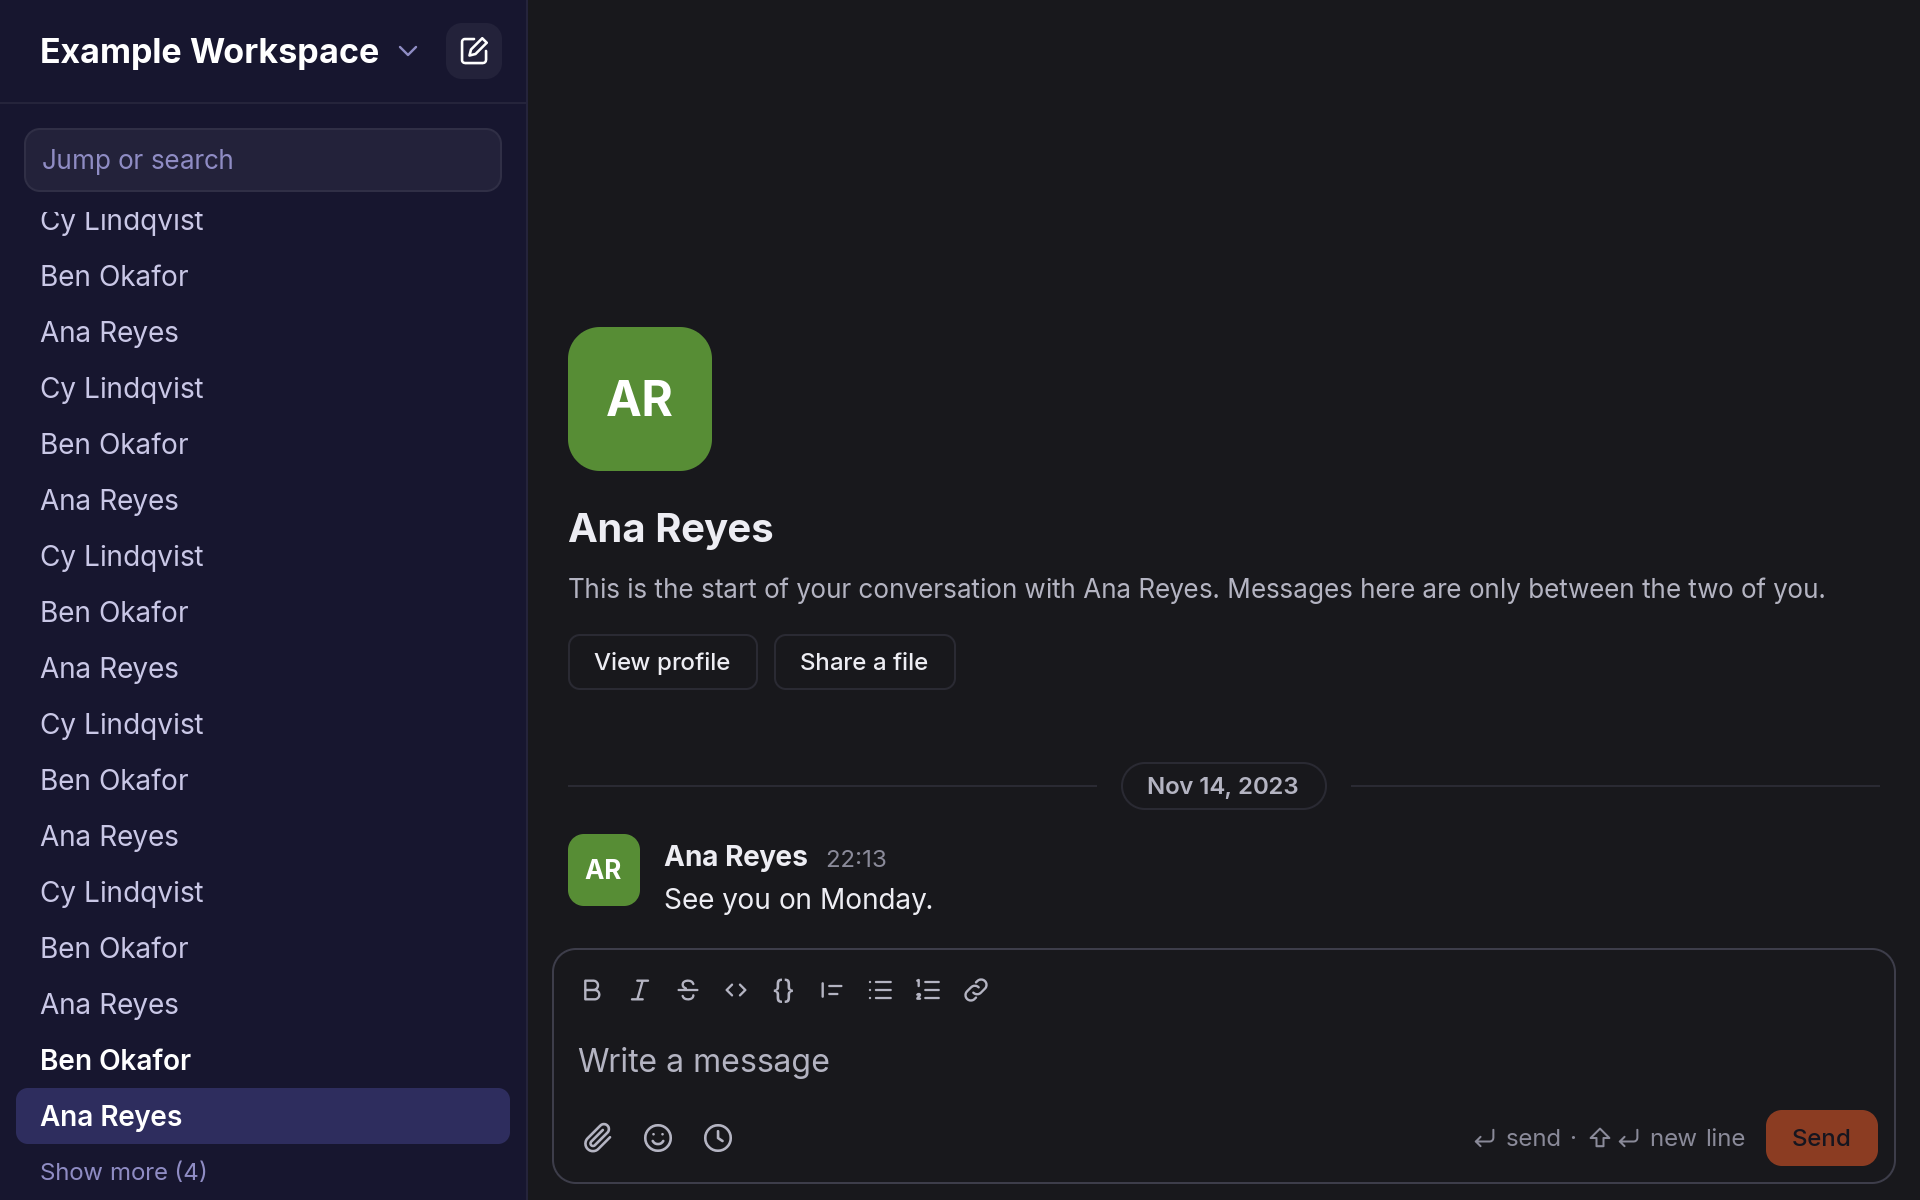 Example Workspace
Jump or search
Cy Lindqvist
Ben Okafor
Ana Reyes
Cy Lindqvist
Ben Okafor
Ana Reyes
Cy Lindqvist
Ben Okafor
Ana Reyes
Cy Lindqvist
Ben Okafor
Ana Reyes
Cy Lindqvist
Ben Okafor
Ana Reyes
Ben Okafor
Ana Reyes
Show more (4)
AR
Ana Reyes
This is the start of your conversation with Ana Reyes. Messages here are only between the two of you.
View profile
Share a file
Nov 14, 2023
AR
Ana Reyes 22:13
See you on Monday.
Write a message
send · new line
Send